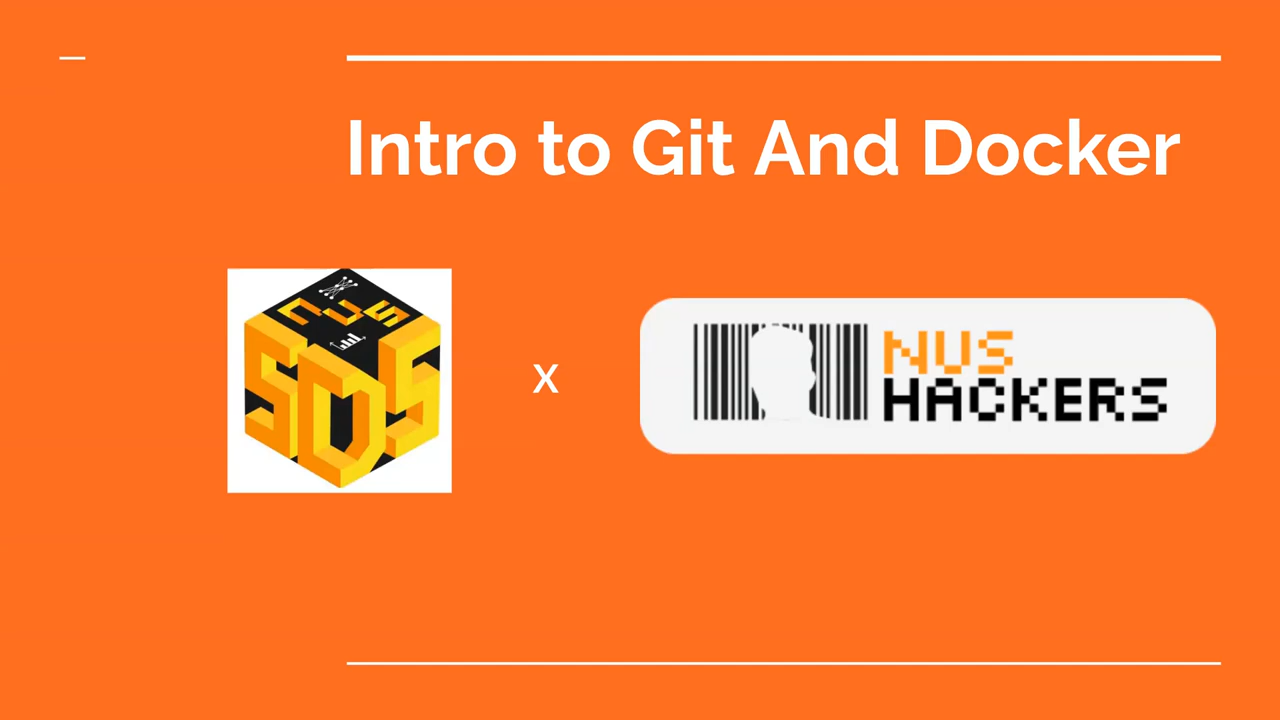 Intro to Git And Docker
NUS
SDS
x
NUS
HACKERS